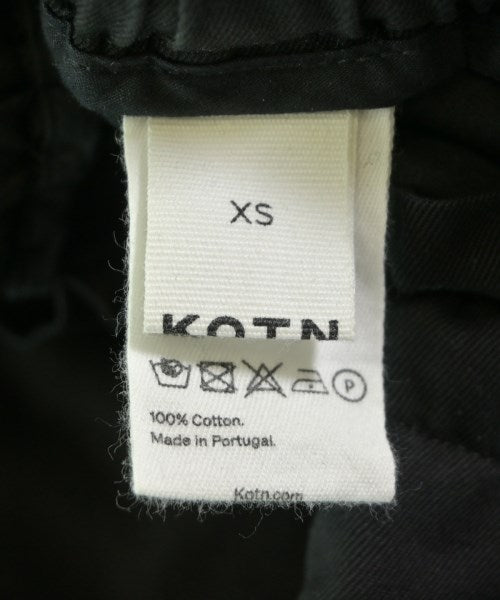 XS
KOTN
P
100% Cotton.
Made in Portugal.
Kotn.com